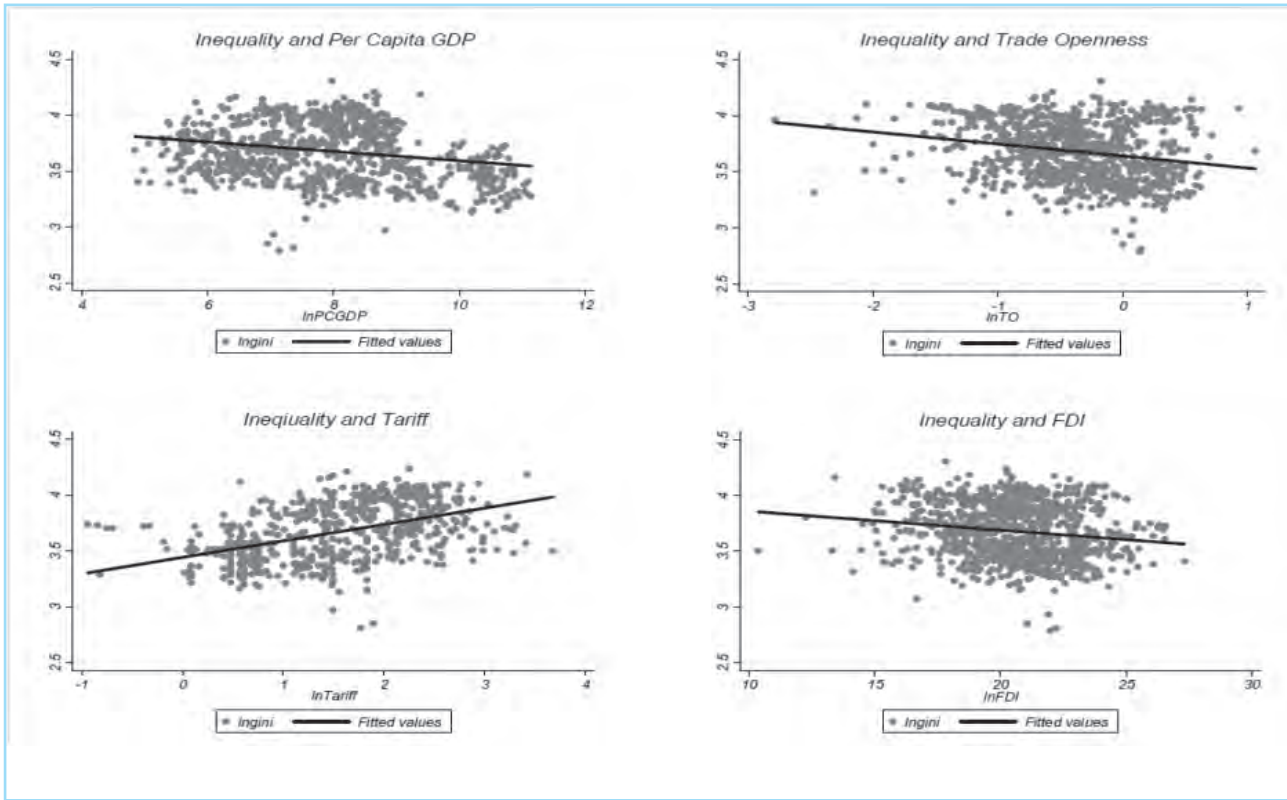 Inequality and Per Capita GDP
4.5
4
3.5
3
2.5
4 6 8 10 12
lnPCGDP
lngini Fitted values
Inequality and Trade Openness
4.5
4
3.5
3
2.5
-3 -2 -1 0 1
lnTO
lngini Fitted values
Ineqiuality and Tariff
4.5
4
3.5
3
2.5
-1 0 1 2 3 4
lnTariff
lngini Fitted values
Inequality and FDI
4.5
4
3.5
3
2.5
10 15 20 25 30
lnFDI
lngini Fitted values